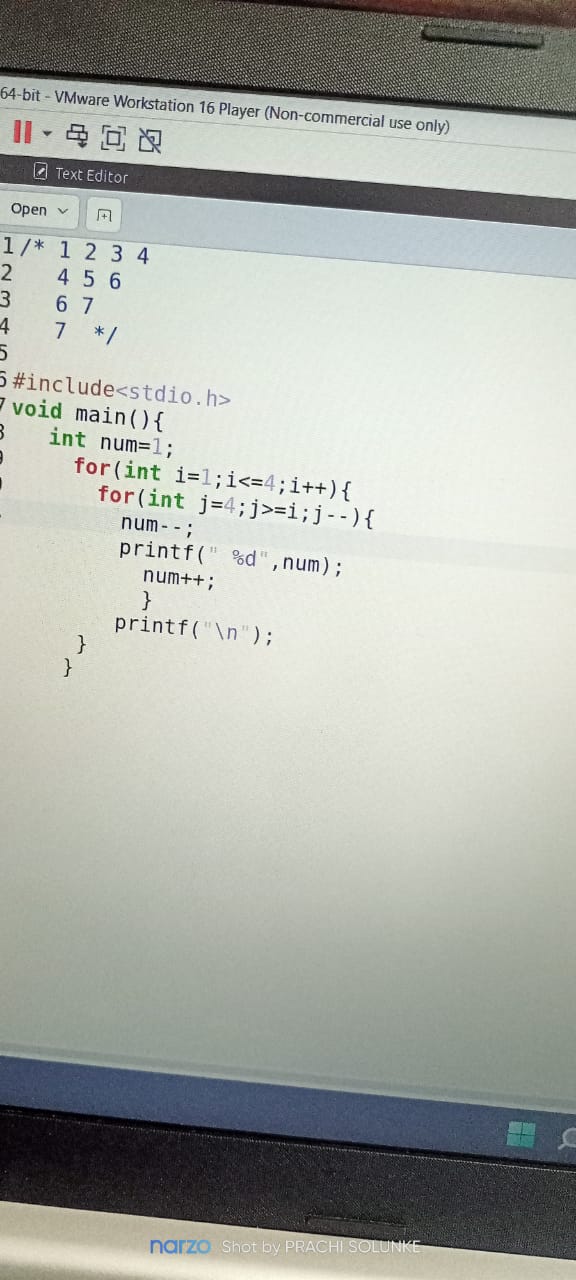 64-bit - VMware Workstation 16 Player (Non-commercial use only)
Text Editor
Open
1 /* 1 2 3 4
2 4 5 6
3 6 7
4 7 */
5
6 #include<stdio.h>
7 void main(){
8 int num=1;
for(int i=1;i<=4;i++){
for(int j=4;j>=i;j--){
num--;
printf(" %d",num);
num++;
}
printf("\n");
}
}
narzo Shot by PRACHI SOLUNKE